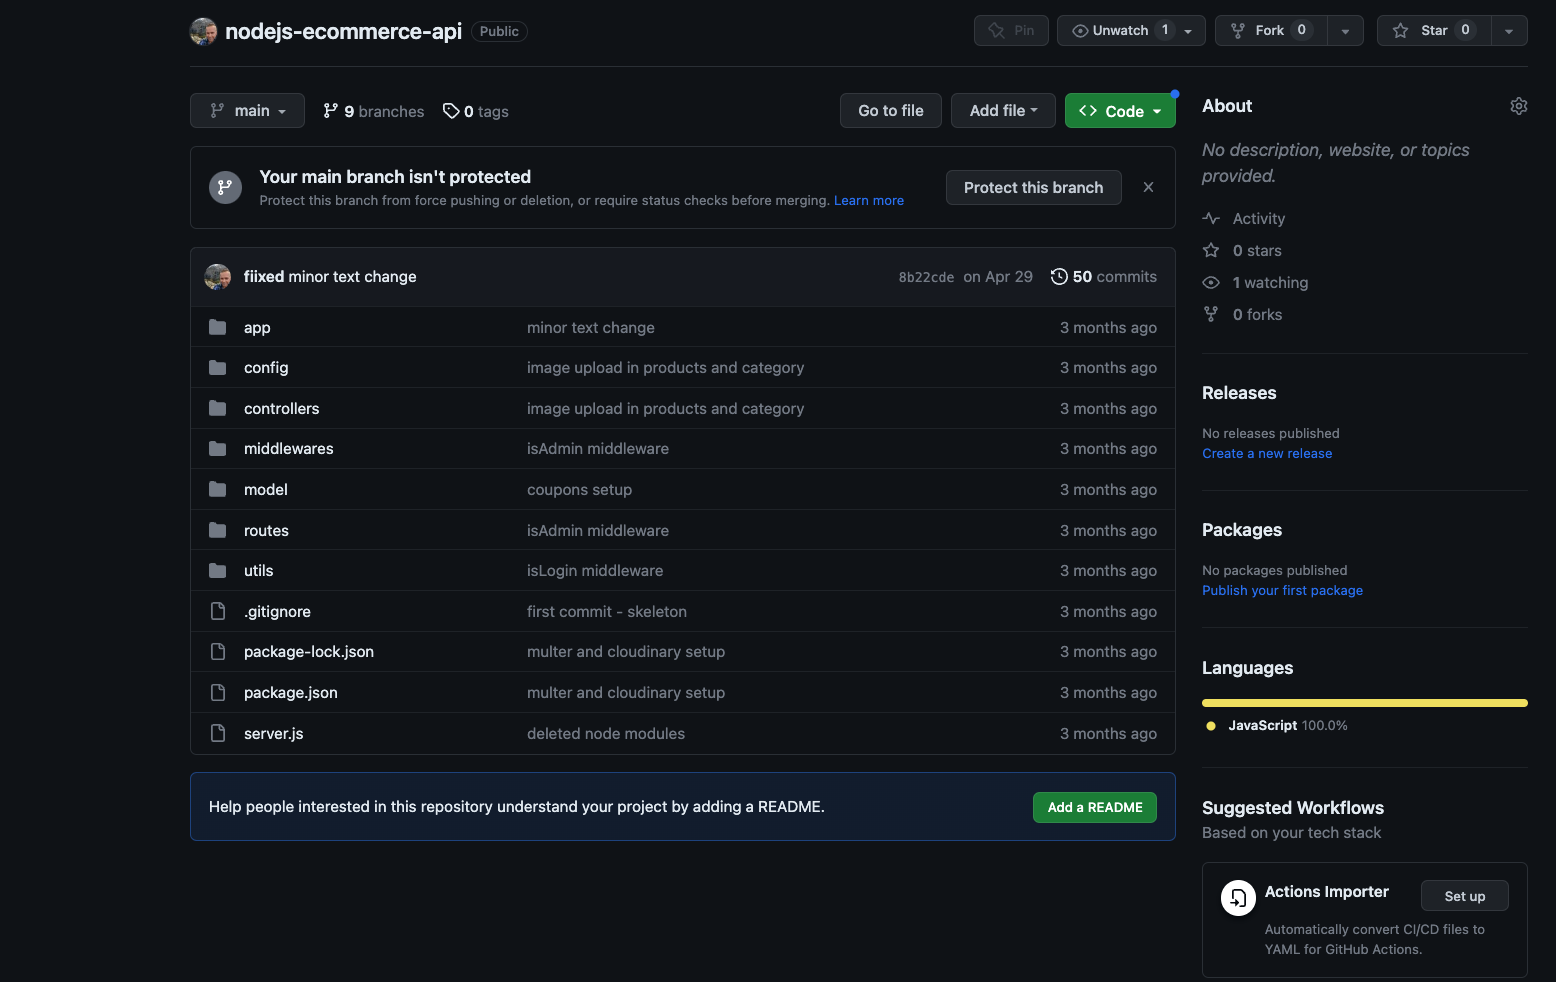 nodejs-ecommerce-api Public
Pin Unwatch 1 Fork 0 Star 0
main 9 branches 0 tags Go to file Add file Code
Your main branch isn't protected
Protect this branch from force pushing or deletion, or require status checks before merging. Learn more
Protect this branch
fiixed minor text change 8b22cde on Apr 29 50 commits
app minor text change 3 months ago
config image upload in products and category 3 months ago
controllers image upload in products and category 3 months ago
middlewares isAdmin middleware 3 months ago
model coupons setup 3 months ago
routes isAdmin middleware 3 months ago
utils isLogin middleware 3 months ago
.gitignore first commit - skeleton 3 months ago
package-lock.json multer and cloudinary setup 3 months ago
package.json multer and cloudinary setup 3 months ago
server.js deleted node modules 3 months ago
Help people interested in this repository understand your project by adding a README. Add a README
About
No description, website, or topics
provided.
Activity
0 stars
1 watching
0 forks
Releases
No releases published
Create a new release
Packages
No packages published
Publish your first package
Languages
JavaScript 100.0%
Suggested Workflows
Based on your tech stack
Actions Importer Set up
Automatically convert CI/CD files to
YAML for GitHub Actions.